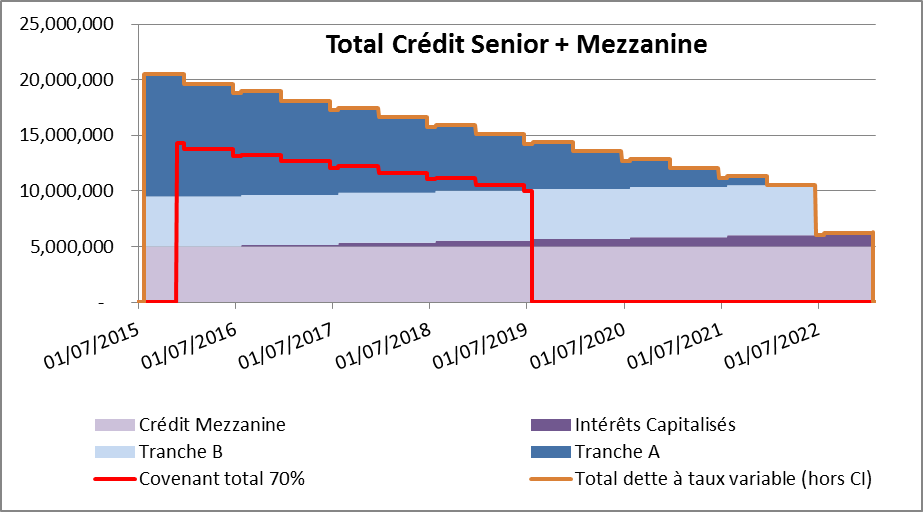 Total Crédit Senior + Mezzanine
25,000,000
20,000,000
15,000,000
10,000,000
5,000,000
-
01/07/2015
01/07/2016
01/07/2017
01/07/2018
01/07/2019
01/07/2020
01/07/2021
01/07/2022
Crédit Mezzanine
Intérêts Capitalisés
Tranche B
Tranche A
Covenant total 70%
Total dette à taux variable (hors CI)